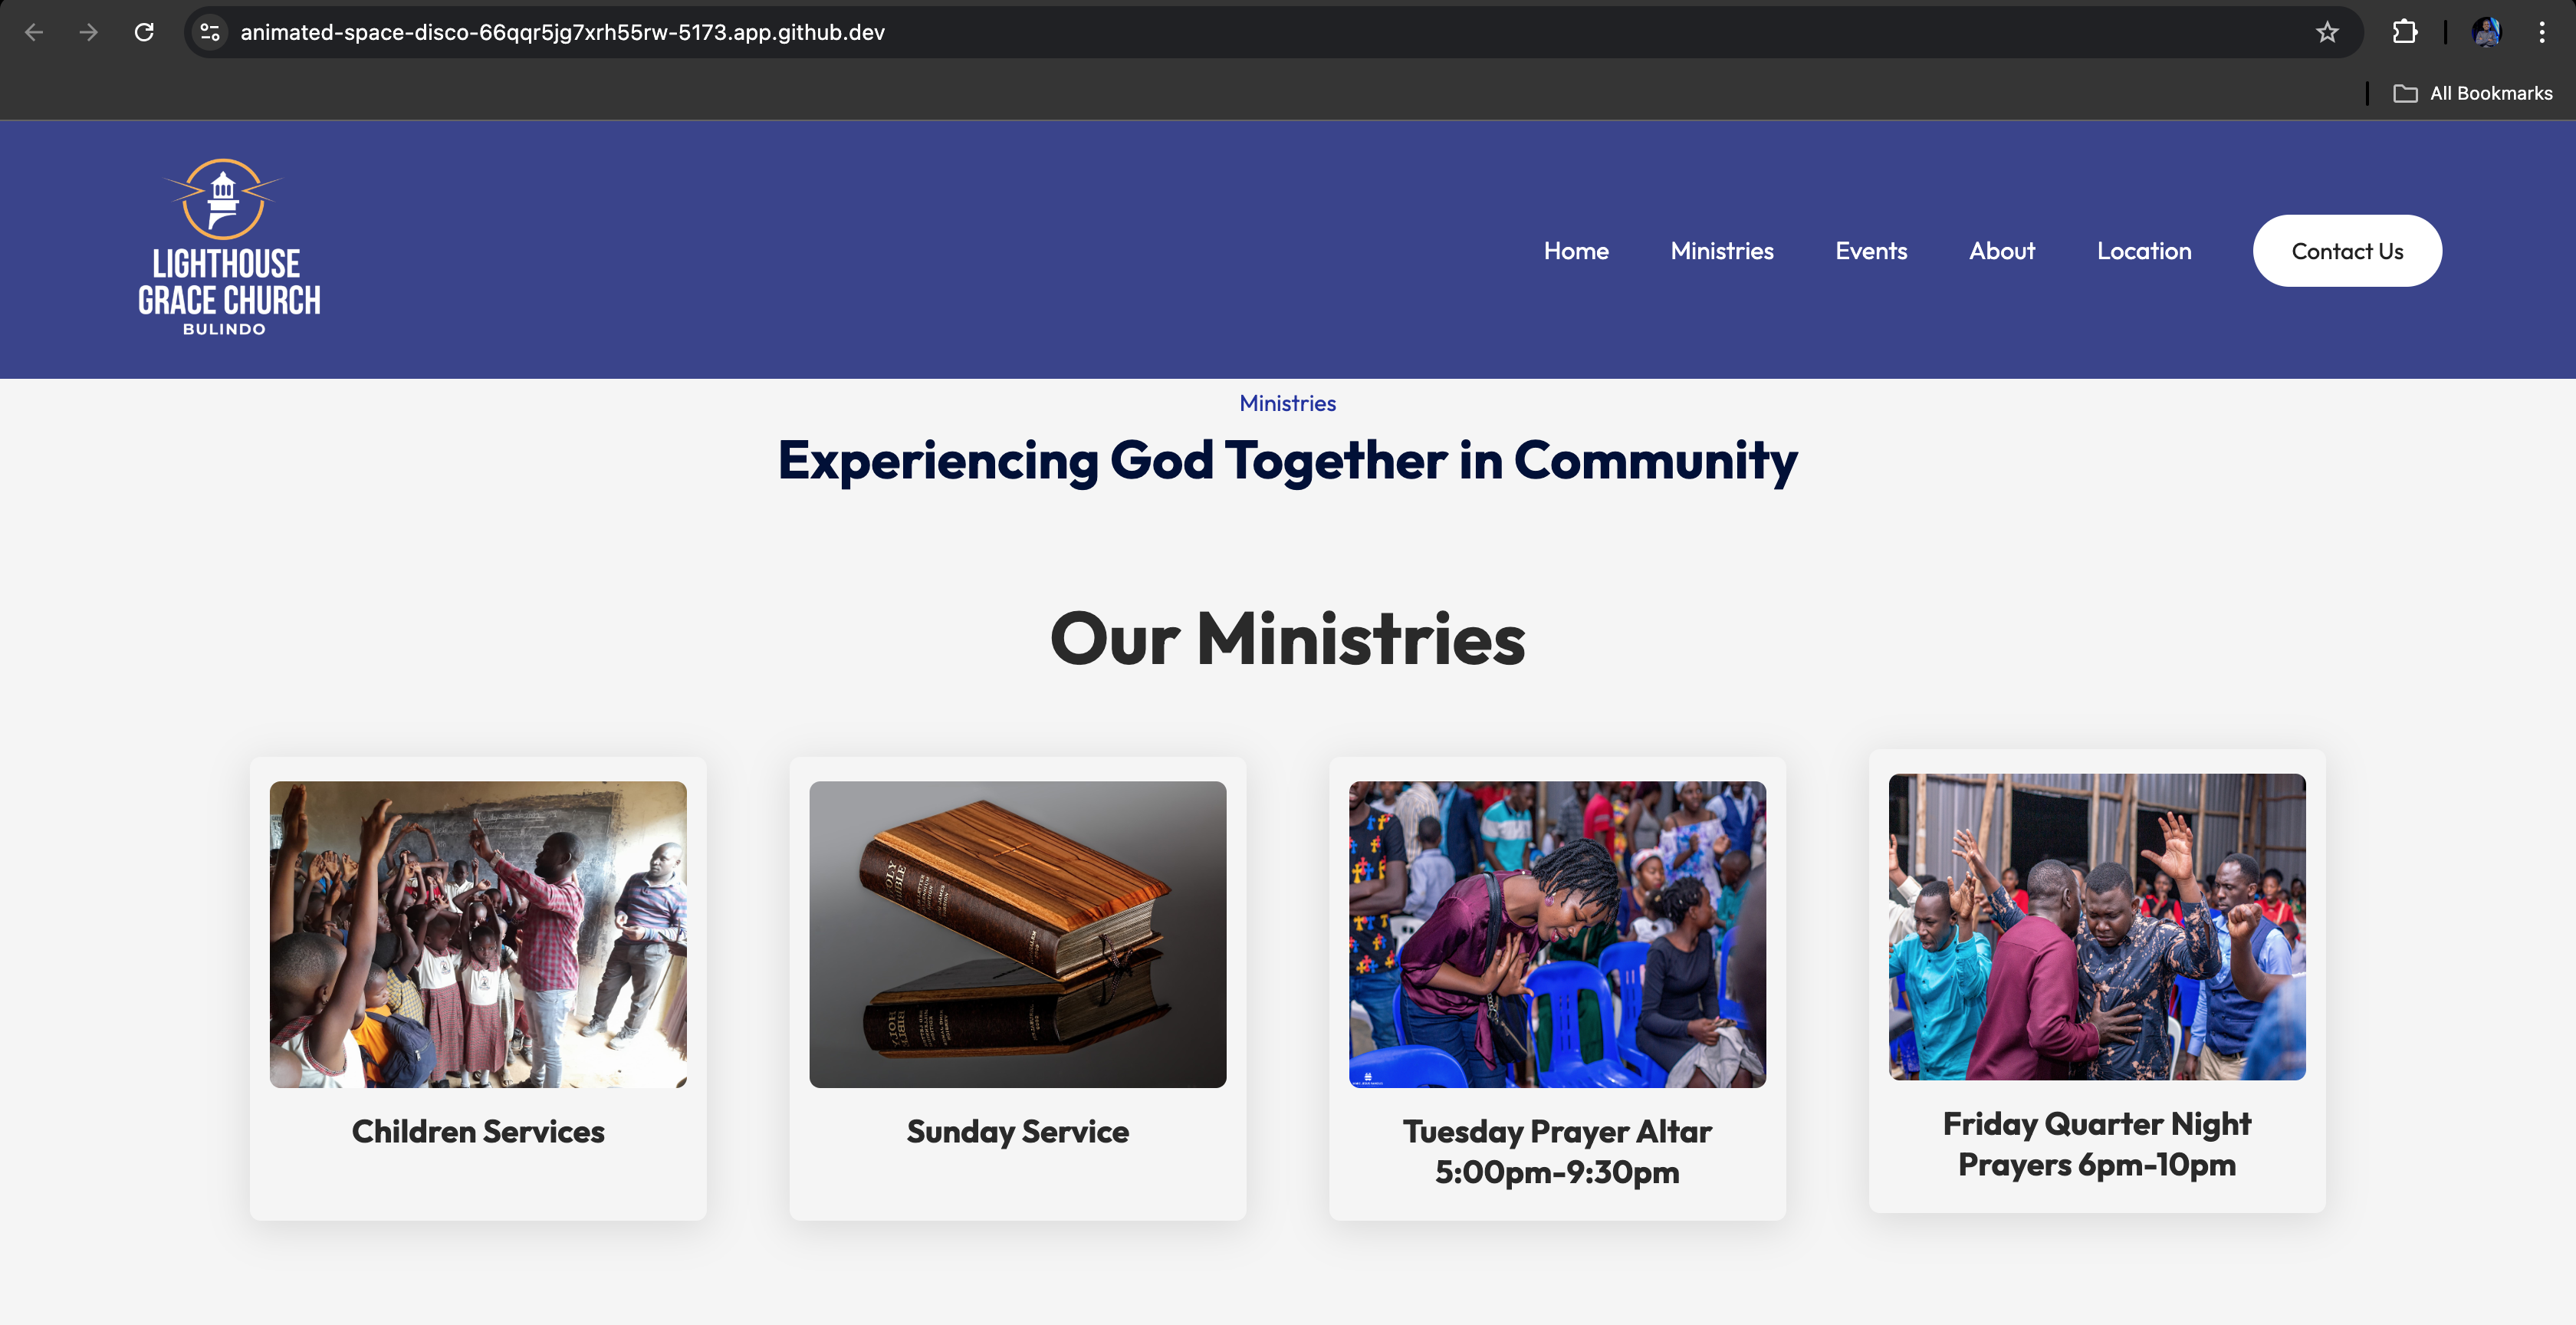 animated-space-disco-66qqr5jg7xrh55rw-5173.app.github.dev
All Bookmarks
LIGHTHOUSE
GRACE CHURCH
BULINDO
Home
Ministries
Events
About
Location
Contact Us
Ministries
Experiencing God Together in Community
Our Ministries
Children Services
Sunday Service
Tuesday Prayer Altar
5:00pm-9:30pm
Friday Quarter Night
Prayers 6pm-10pm